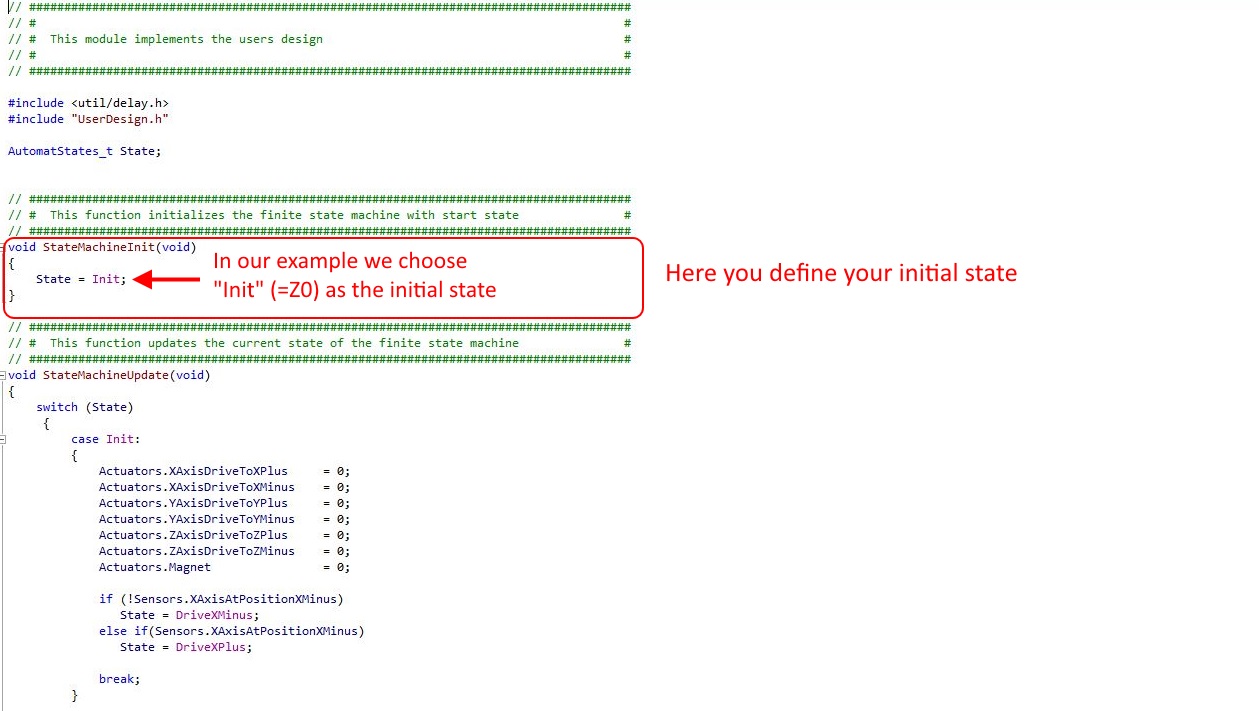 // ######################################################################################
// #                                                                                    #
// #  This module implements the users design                                           #
// #                                                                                    #
// ######################################################################################
#include <util/delay.h>
#include "UserDesign.h"
AutomatStates_t State;
// ######################################################################################
// #  This function initializes the finite state machine with start state               #
// ######################################################################################
void StateMachineInit(void)
{
    State = Init;
}
In our example we choose
"Init" (=Z0) as the initial state
Here you define your initial state
// ######################################################################################
// #  This function updates the current state of the finite state machine               #
// ######################################################################################
void StateMachineUpdate(void)
{
    switch (State)
     {
         case Init:
         {
             Actuators.XAxisDriveToXPlus     = 0;
             Actuators.XAxisDriveToXMinus    = 0;
             Actuators.YAxisDriveToYPlus     = 0;
             Actuators.YAxisDriveToYMinus    = 0;
             Actuators.ZAxisDriveToZPlus     = 0;
             Actuators.ZAxisDriveToZMinus    = 0;
             Actuators.Magnet                = 0;
             if (!Sensors.XAxisAtPositionXMinus)
                State = DriveXMinus;
             else if(Sensors.XAxisAtPositionXMinus)
                State = DriveXPlus;
             break;
         }